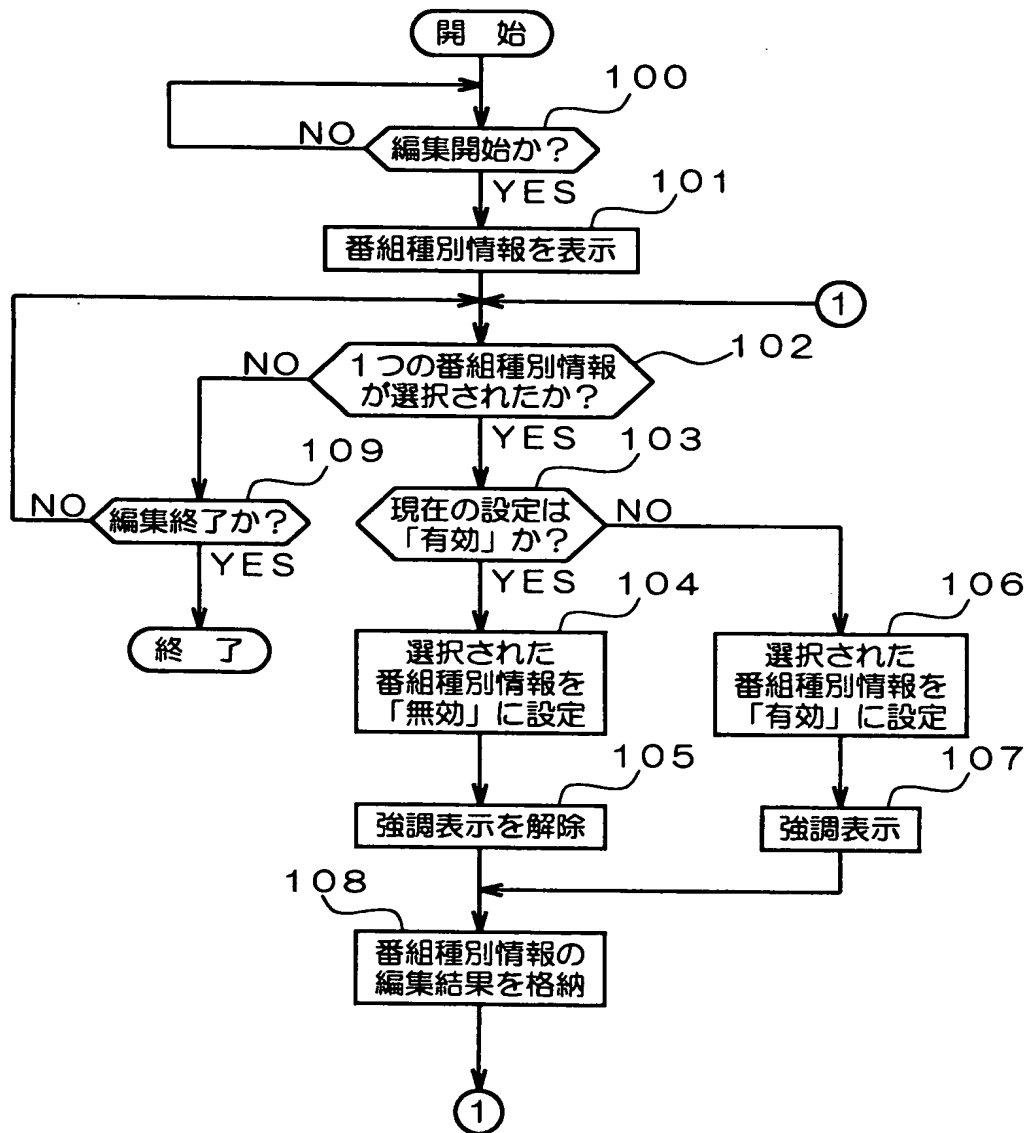 開 始
100
NO
編集開始か?
YES
101
番組種別情報を表示
1
102
NO
1つの番組種別情報
が選択されたか?
YES
103
109
NO
編集終了か?
YES
現在の設定は
「有効」か?
NO
YES
104
106
終 了
選択された
番組種別情報を
「無効」に設定
選択された
番組種別情報を
「有効」に設定
105
107
強調表示を解除
強調表示
108
番組種別情報の
編集結果を格納
1